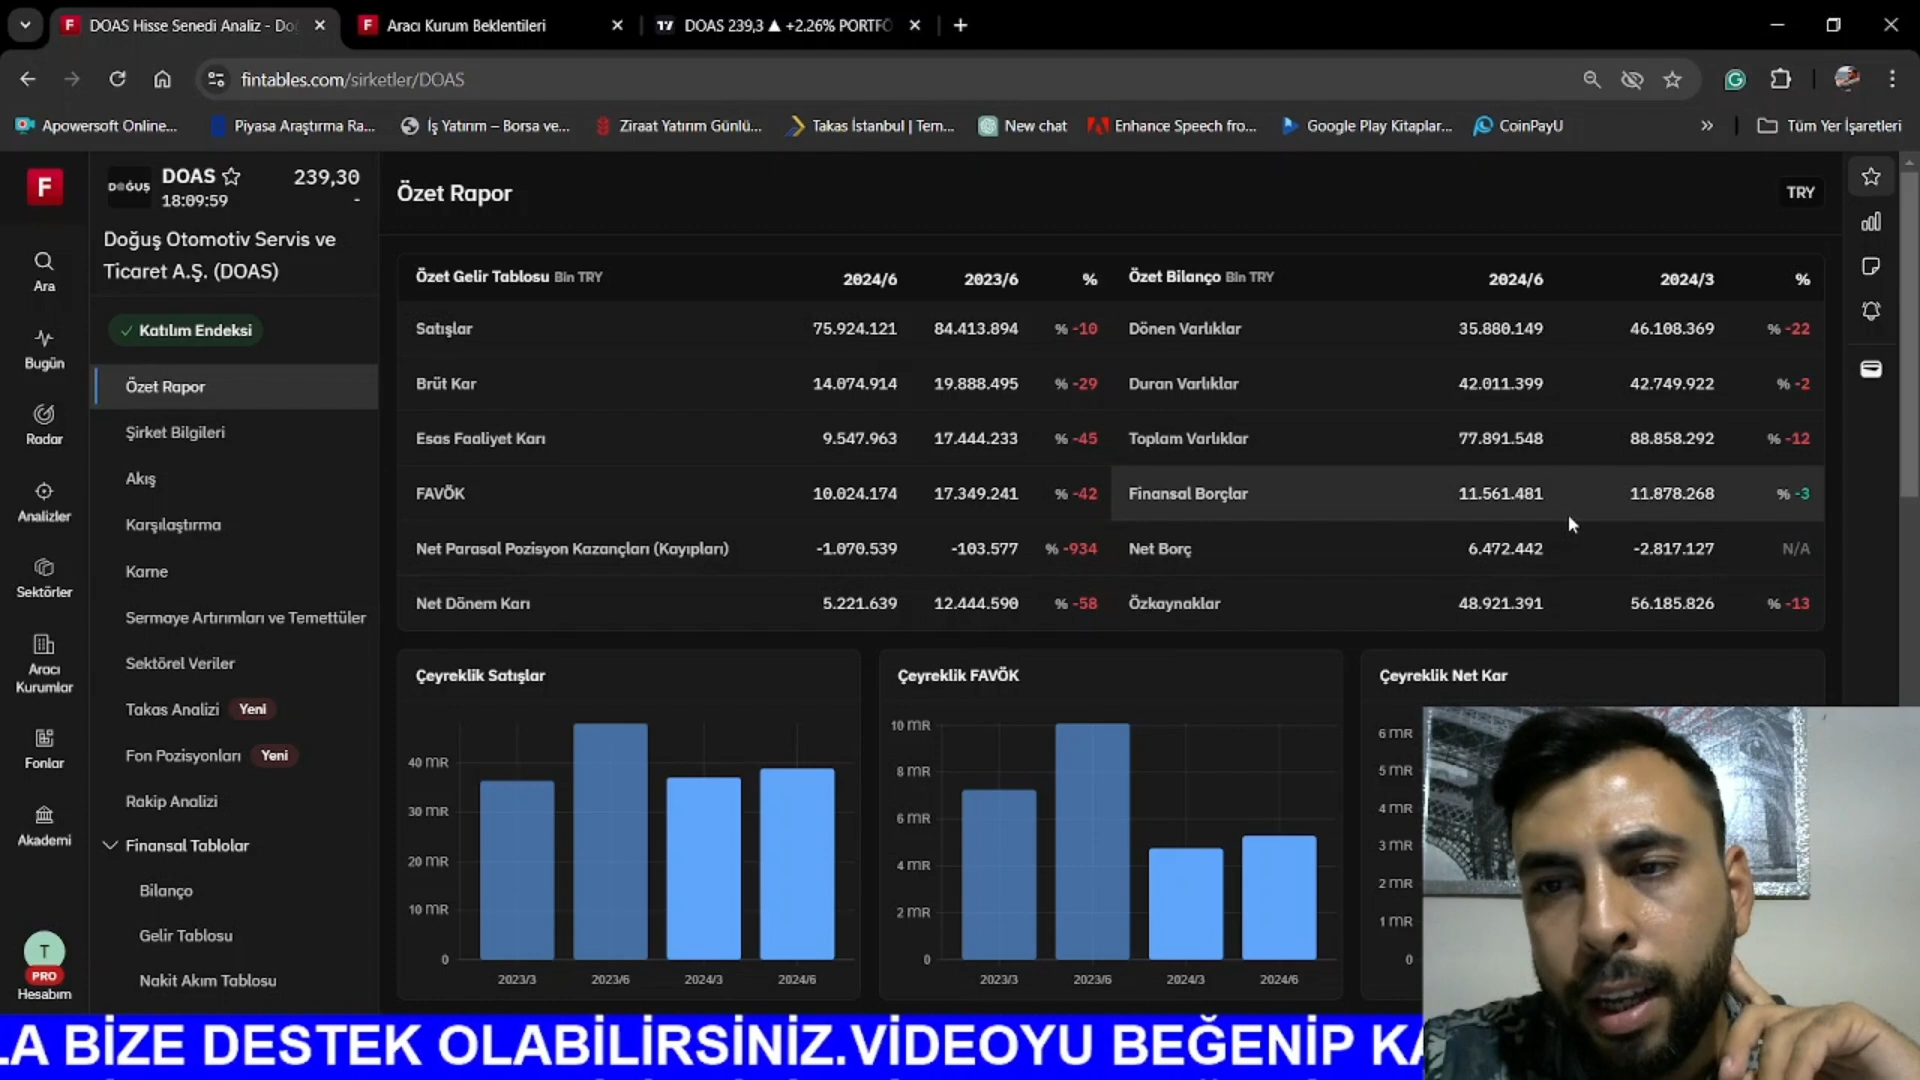 DOAS Hisse Senedi Analiz - Do
Aracı Kurum Beklentileri
DOAS 239,3 ▲ +2.26% PORTFÖ
fintables.com/sirketler/DOAS
Apowersoft Online...
Piyasa Araştırma Ra...
İş Yatırım – Borsa ve...
Ziraat Yatırım Günlü...
Takas İstanbul | Tem...
New chat
Enhance Speech fro...
Google Play Kitaplar...
CoinPayU
Tüm Yer İşaretleri
F
Ara
Bugün
Radar
Analizler
Sektörler
Aracı
Kurumlar
Fonlar
Akademi
T
PRO
Hesabım
DOĞUŞ
DOAS
239,30
18:09:59
-
Doğuş Otomotiv Servis ve
Ticaret A.Ş. (DOAS)
Katılım Endeksi
Özet Rapor
Şirket Bilgileri
Akış
Karşılaştırma
Karne
Sermaye Artırımları ve Temettüler
Sektörel Veriler
Takas Analizi Yeni
Fon Pozisyonları Yeni
Rakip Analizi
Finansal Tablolar
Bilanço
Gelir Tablosu
Nakit Akım Tablosu
Özet Rapor
TRY
Özet Gelir Tablosu Bin TRY 2024/6 2023/6 %
Satışlar 75.924.121 84.413.894 % -10
Brüt Kar 14.074.914 19.888.495 % -29
Esas Faaliyet Karı 9.547.963 17.444.233 % -45
FAVÖK 10.024.174 17.349.241 % -42
Net Parasal Pozisyon Kazançları (Kayıpları) -1.070.539 -103.577 % -934
Net Dönem Karı 5.221.639 12.444.590 % -58
Özet Bilanço Bin TRY 2024/6 2024/3 %
Dönen Varlıklar 35.880.149 46.108.369 % -22
Duran Varlıklar 42.011.399 42.749.922 % -2
Toplam Varlıklar 77.891.548 88.858.292 % -12
Finansal Borçlar 11.561.481 11.878.268 % -3
Net Borç 6.472.442 -2.817.127 N/A
Özkaynaklar 48.921.391 56.185.826 % -13
Çeyreklik Satışlar
40 MR
30 MR
20 MR
10 MR
0
2023/3 2023/6 2024/3 2024/6
Çeyreklik FAVÖK
10 MR
8 MR
6 MR
4 MR
2 MR
0
2023/3 2023/6 2024/3 2024/6
Çeyreklik Net Kar
6 MR
5 MR
4 MR
3 MR
2 MR
1 MR
0
LA BİZE DESTEK OLABİLİRSİNİZ.VİDEOYU BEĞENİP KA